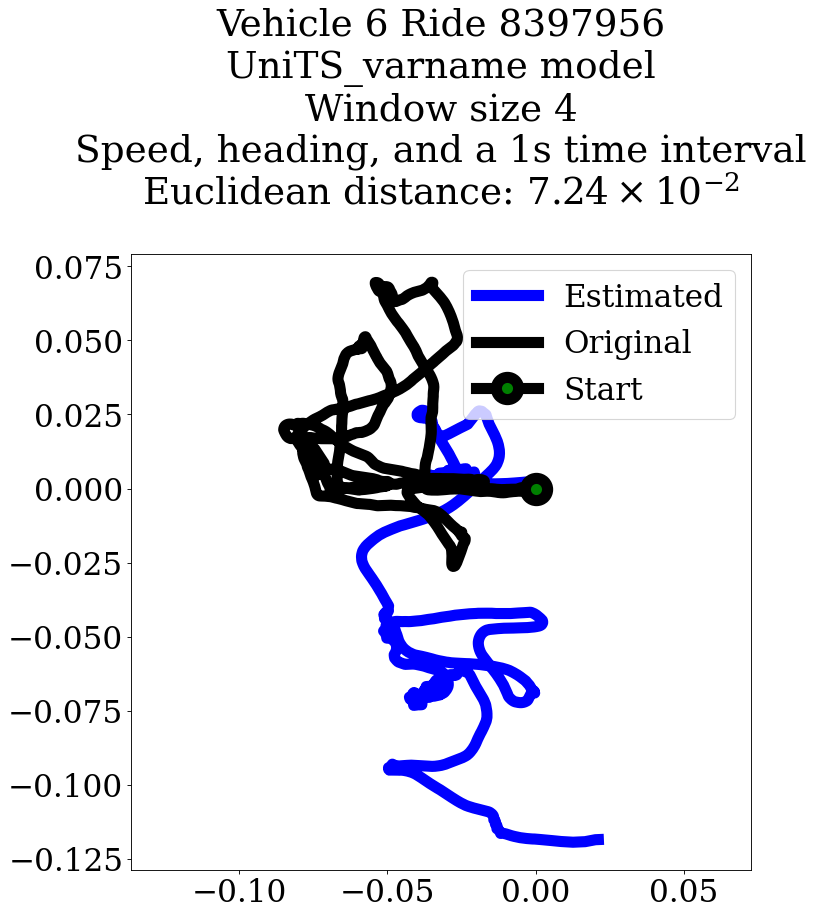 Vehicle 6 Ride 8397956
UniTS_varname model
Window size 4
Speed, heading, and a 1s time interval
Euclidean distance: 7.24 × 10⁻²
Estimated
Original
Start
0.075
0.050
0.025
0.000
−0.025
−0.050
−0.075
−0.100
−0.125
−0.10
−0.05
0.00
0.05